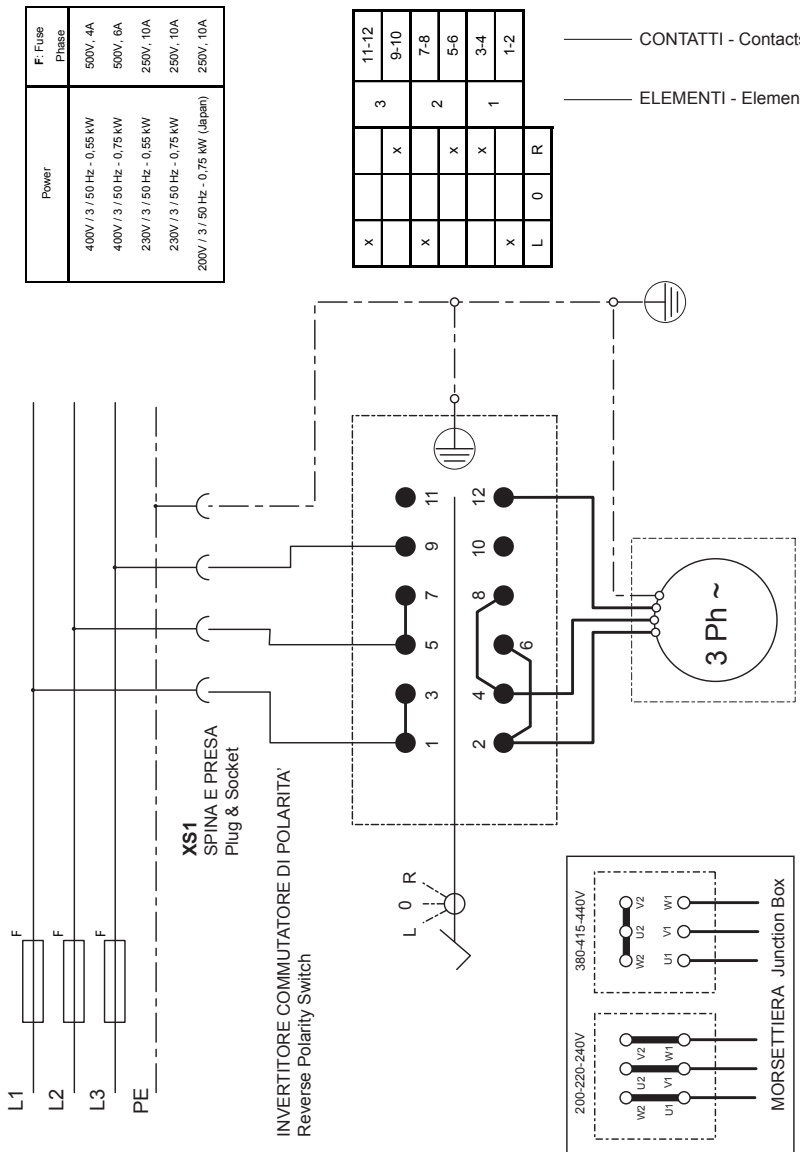 F: Fuse
Phase
Power
500V, 4A
400V / 3 / 50 Hz - 0,55 kW
500V, 6A
400V / 3 / 50 Hz - 0,75 kW
250V, 10A
230V / 3 / 50 Hz - 0,55 kW
250V, 10A
230V / 3 / 50 Hz - 0,75 kW
250V, 10A
200V / 3 / 50 Hz - 0,75 kW (Japan)
11-12
9-10
7-8
5-6
3-4
1-2
3
2
1
x
x
x
x
x
x
L
0
R
CONTATTI - Contacts
ELEMENTI - Elemen
L1
L2
L3
PE
F
F
F
XS1
SPINA E PRESA
Plug & Socket
INVERTITORE COMMUTATORE DI POLARITA'
Reverse Polarity Switch
L 0 R
1 3 5 7 9 11
2 4 6 8 10 12
3 Ph ~
200-220-240V
W2 U2 V2
U1 V1 W1
380-415-440V
W2 U2 V2
U1 V1 W1
MORSETTIERA Junction Box